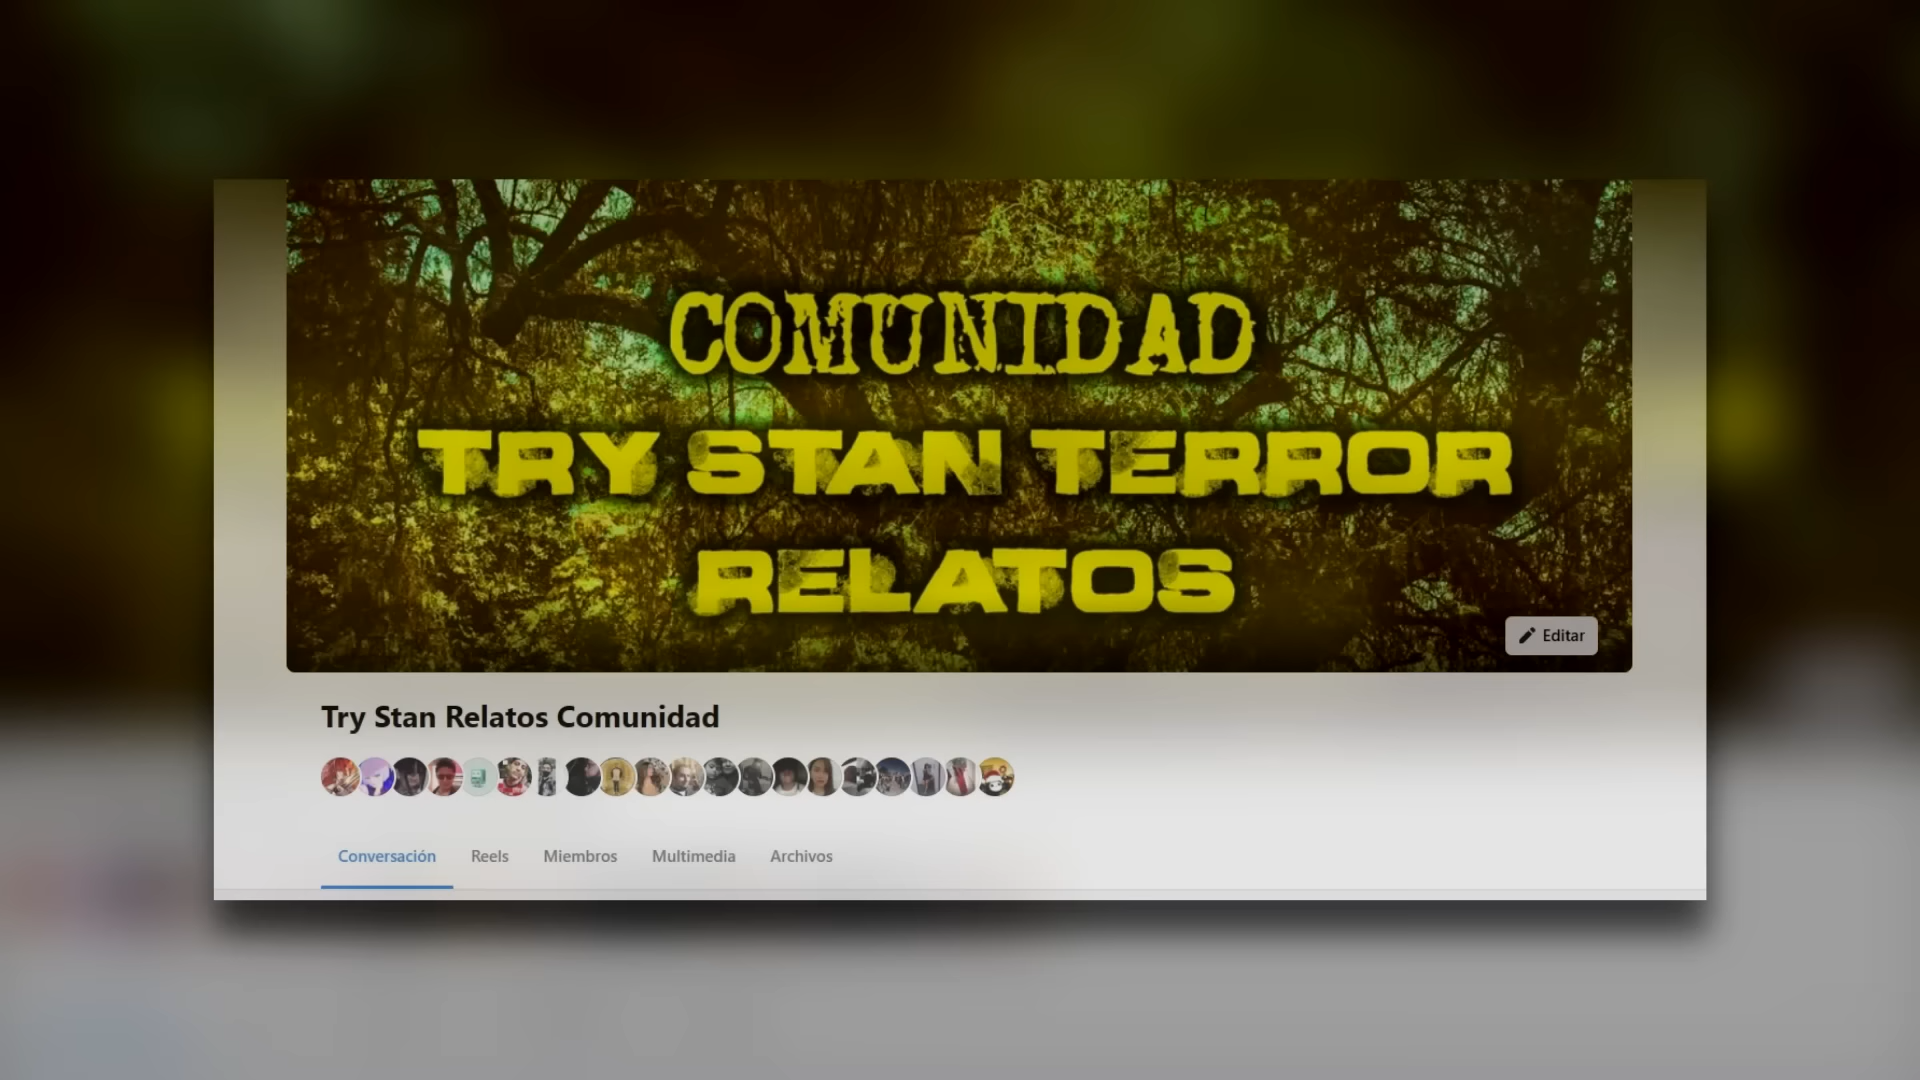 COMUNIDAD
TRY STAN TERROR
RELATOS
Editar
Try Stan Relatos Comunidad
Conversación Reels Miembros Multimedia Archivos